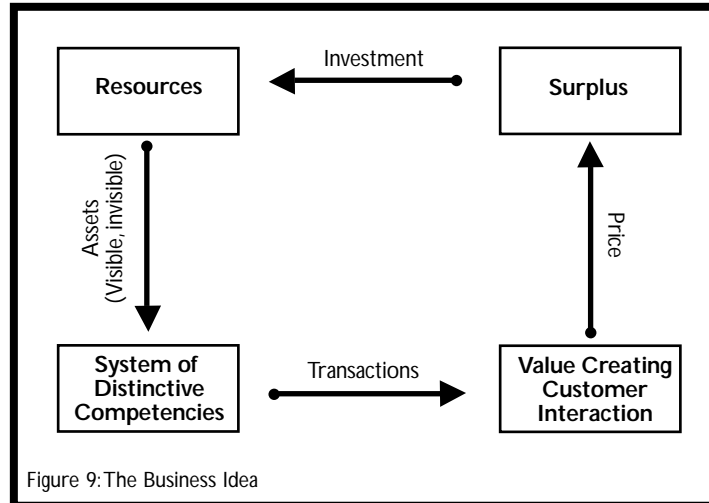 Investment
Resources
Surplus
Assets
(Visible, invisible)
Price
System of
Distinctive
Competencies
Transactions
Value Creating
Customer
Interaction
Figure 9: The Business Idea